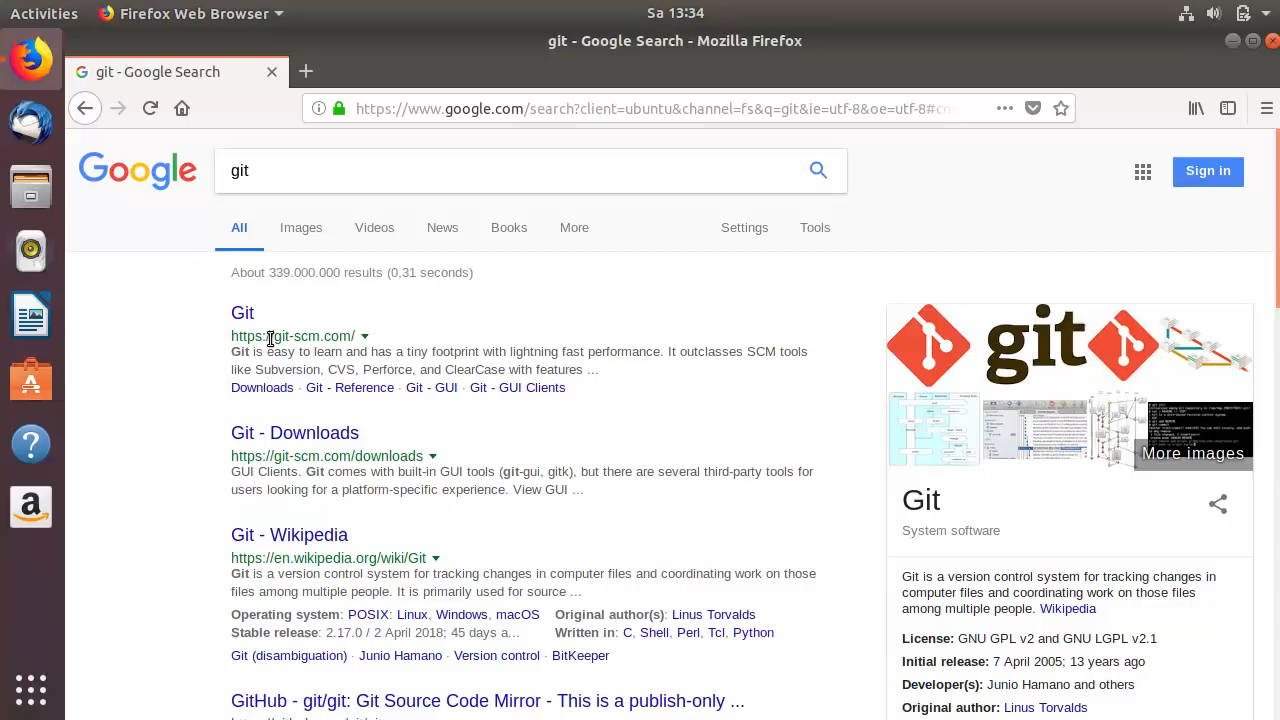 Activities Firefox Web Browser Sa 13:34
git - Google Search - Mozilla Firefox
git - Google Search
https://www.google.com/search?client=ubuntu&channel=fs&q=git&ie=utf-8&oe=utf-8#
Google git Sign in
All Images Videos News Books More Settings Tools
About 339.000.000 results (0,31 seconds)
Git
https://git-scm.com/
Git is easy to learn and has a tiny footprint with lightning fast performance. It outclasses SCM tools
like Subversion, CVS, Perforce, and ClearCase with features ...
Downloads · Git - Reference · Git - GUI · Git - GUI Clients
Git - Downloads
https://git-scm.com/downloads
GUI Clients. Git comes with built-in GUI tools (git-gui, gitk), but there are several third-party tools for
users looking for a platform-specific experience. View GUI ...
Git - Wikipedia
https://en.wikipedia.org/wiki/Git
Git is a version control system for tracking changes in computer files and coordinating work on those
files among multiple people. It is primarily used for source ...
Operating system: POSIX: Linux, Windows, macOS Original author(s): Linus Torvalds
Stable release: 2.17.0 / 2 April 2018; 45 days a... Written in: C, Shell, Perl, Tcl, Python
Git (disambiguation) · Junio Hamano · Version control · BitKeeper
GitHub - git/git: Git Source Code Mirror - This is a publish-only ...
git
More images
Git
System software
Git is a version control system for tracking changes in
computer files and coordinating work on those files
among multiple people. Wikipedia
License: GNU GPL v2 and GNU LGPL v2.1
Initial release: 7 April 2005; 13 years ago
Developer(s): Junio Hamano and others
Original author: Linus Torvalds